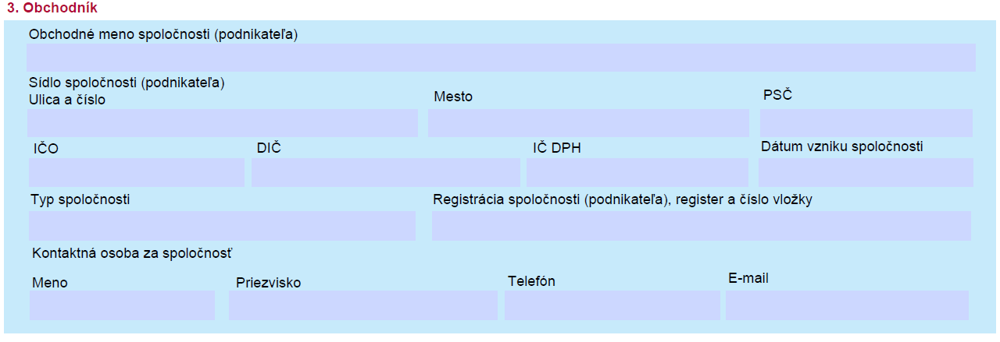 3. Obchodník
Obchodné meno spoločnosti (podnikateľa)
Sídlo spoločnosti (podnikateľa)
Ulica a číslo
Mesto
PSČ
IČO
DIČ
IČ DPH
Dátum vzniku spoločnosti
Typ spoločnosti
Registrácia spoločnosti (podnikateľa), register a číslo vložky
Kontaktná osoba za spoločnosť
Meno
Priezvisko
Telefón
E-mail